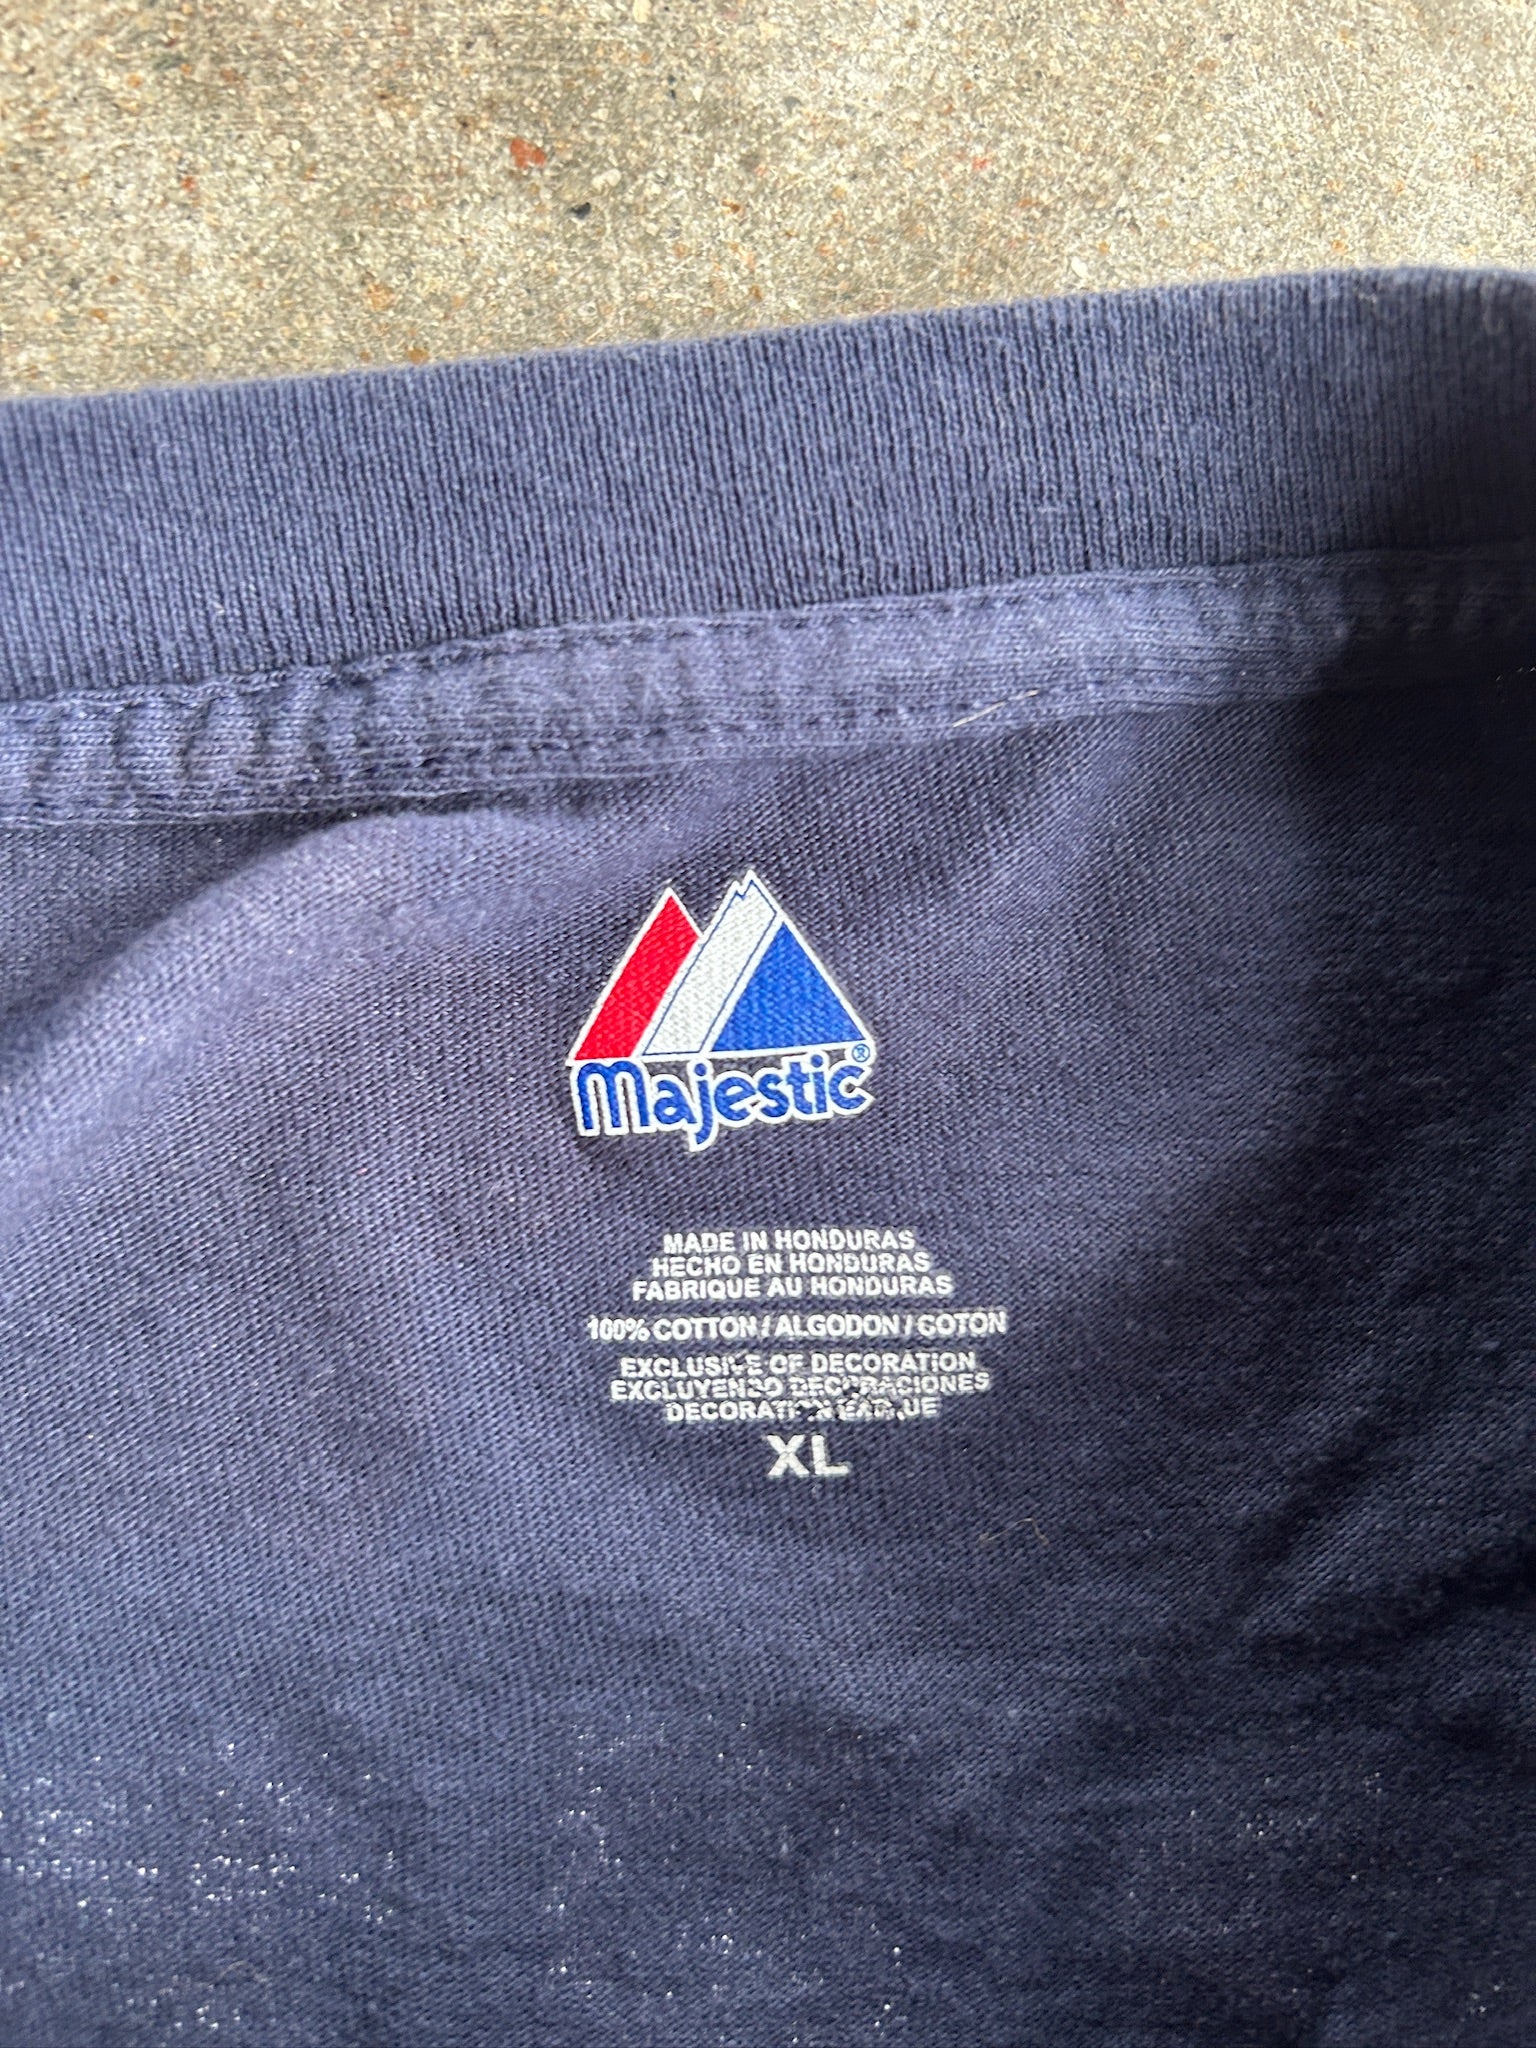 Majestic®
MADE IN HONDURAS
HECHO EN HONDURAS
FABRIQUE AU HONDURAS
100% COTTON / ALGODON / COTON
EXCLUSIVE OF DECORATION
EXCLUYENDO DECORACIONES
DECORATION
XL